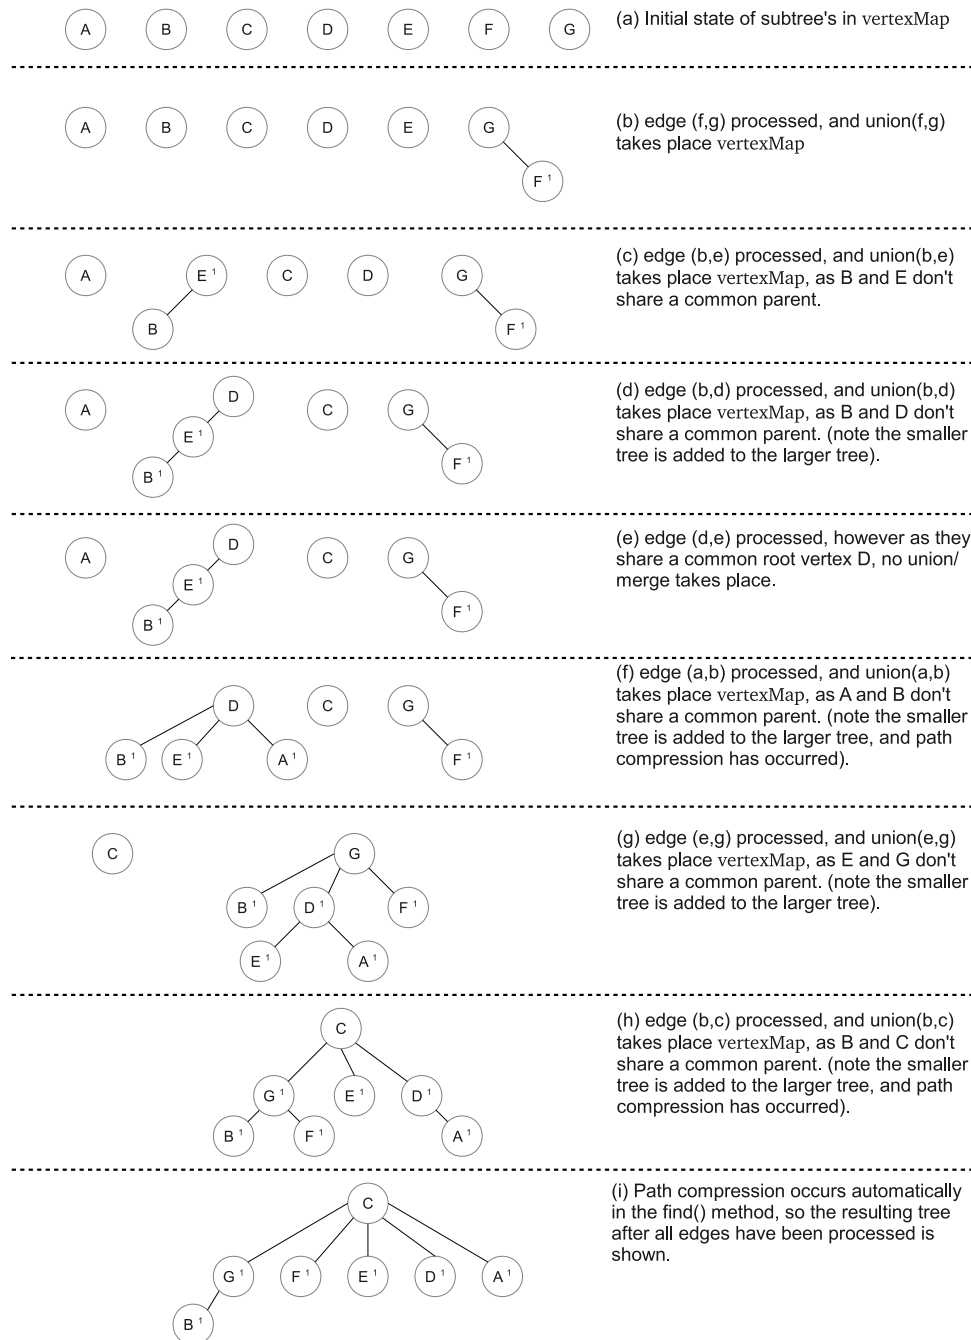 A B C D E F G
(a) Initial state of subtree's in vertexMap
A B C D E G
F 1
(b) edge (f,g) processed, and union(f,g)
takes place vertexMap
A E 1 C D G
B F 1
(c) edge (b,e) processed, and union(b,e)
takes place vertexMap, as B and E don't
share a common parent.
D
A C G
E 1
F 1
B 1
(d) edge (b,d) processed, and union(b,d)
takes place vertexMap, as B and D don't
share a common parent. (note the smaller
tree is added to the larger tree).
D
A C G
E 1
F 1
B 1
(e) edge (d,e) processed, however as they
share a common root vertex D, no union/
merge takes place.
D C G
B 1 E 1 A 1 F 1
(f) edge (a,b) processed, and union(a,b)
takes place vertexMap, as A and B don't
share a common parent. (note the smaller
tree is added to the larger tree, and path
compression has occurred).
C G
B 1 D 1 F 1
E 1 A 1
(g) edge (e,g) processed, and union(e,g)
takes place vertexMap, as E and G don't
share a common parent. (note the smaller
tree is added to the larger tree).
C
G 1 E 1 D 1
B 1 F 1 A 1
(h) edge (b,c) processed, and union(b,c)
takes place vertexMap, as B and C don't
share a common parent. (note the smaller
tree is added to the larger tree, and path
compression has occurred).
C
G 1 F 1 E 1 D 1 A 1
B 1
(i) Path compression occurs automatically
in the find() method, so the resulting tree
after all edges have been processed is
shown.